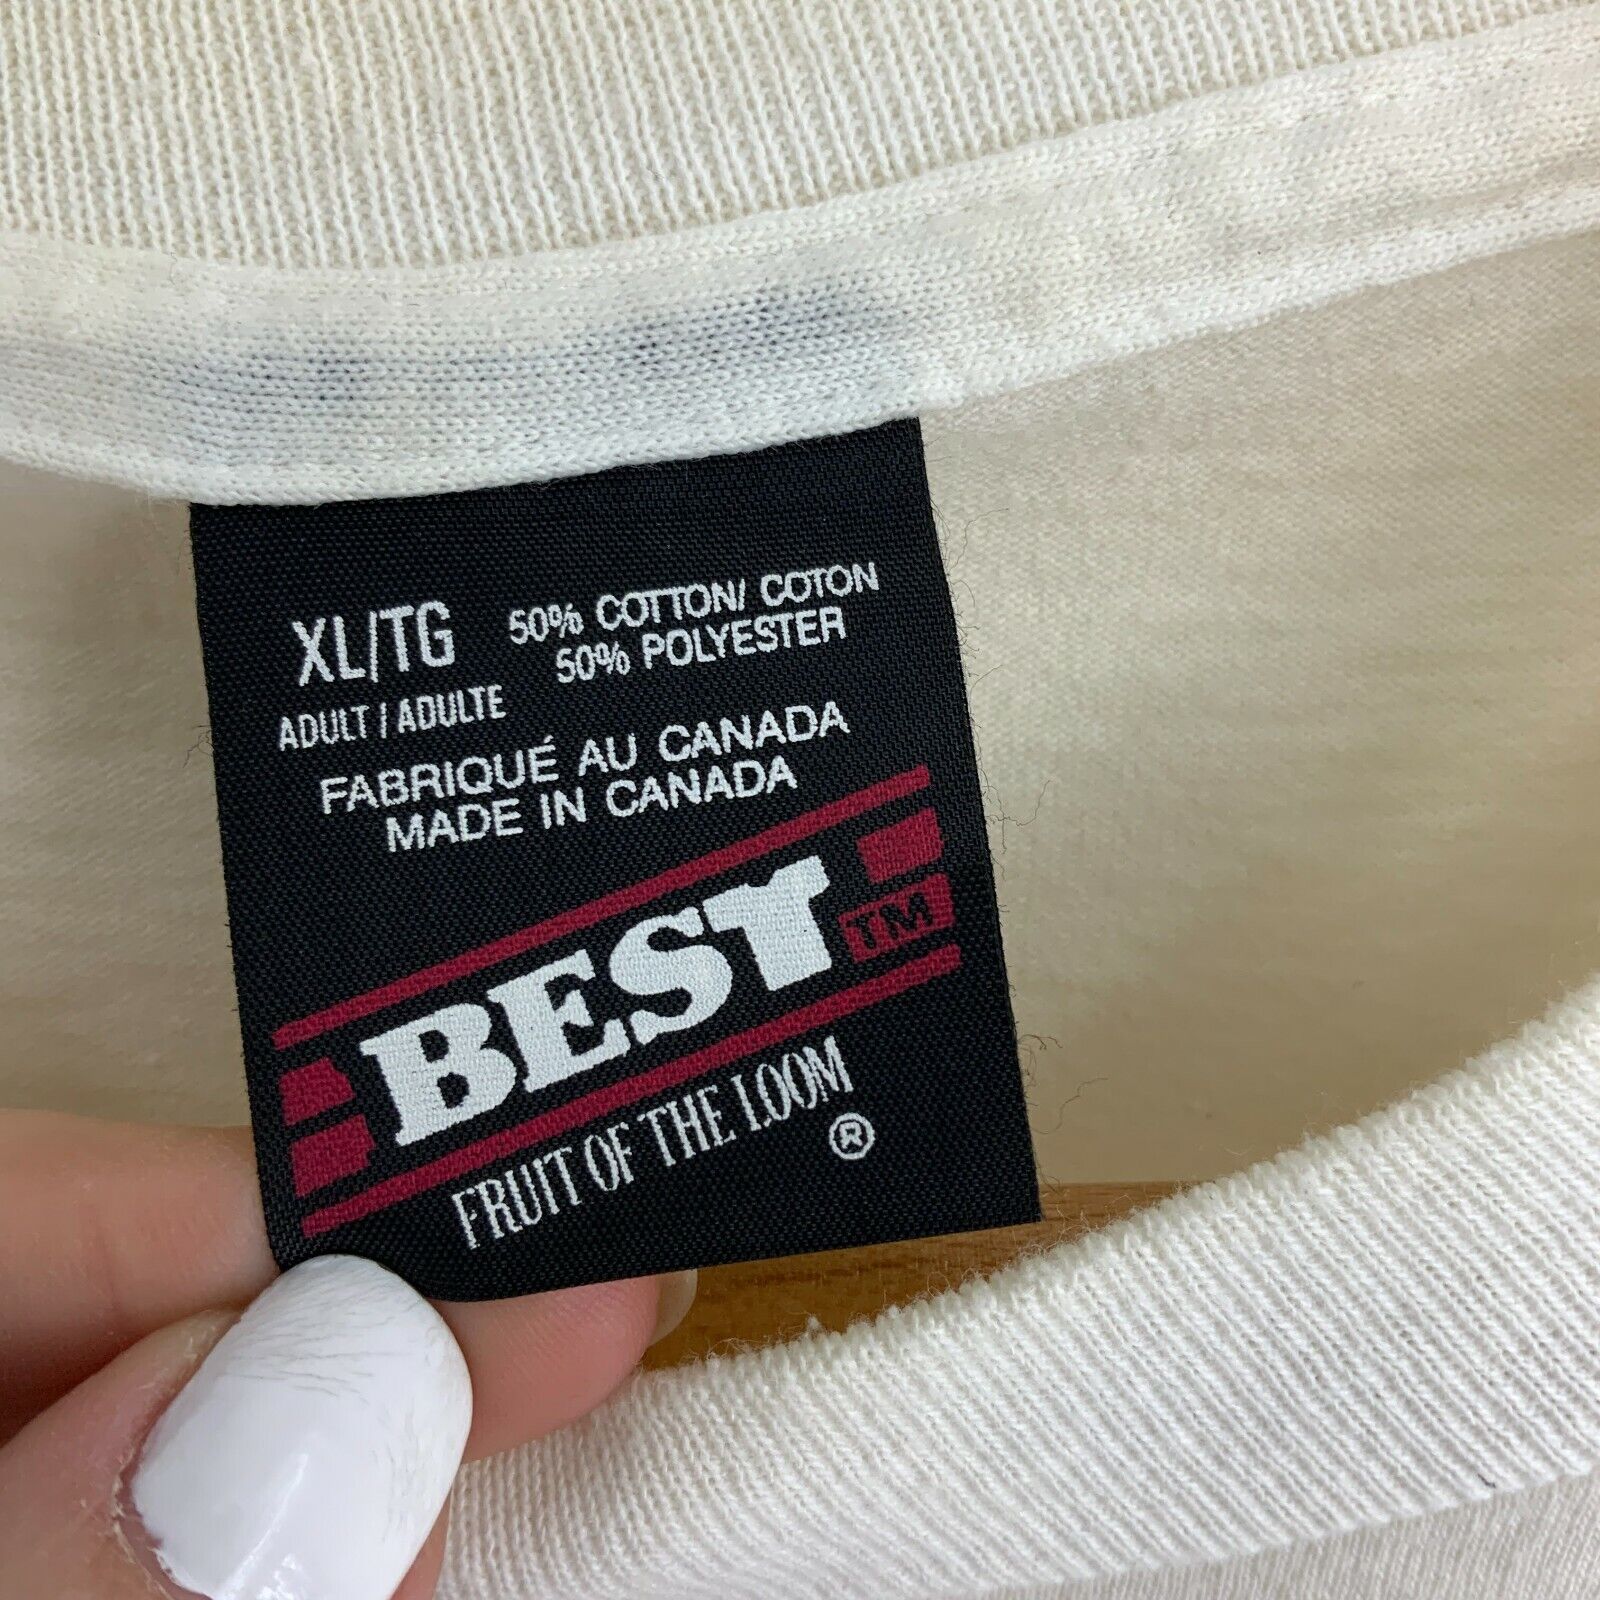 XL/TG
ADULT / ADULTE
50% COTTON/ COTON
50% POLYESTER
FABRIQUÉ AU CANADA
MADE IN CANADA
BEST TM
FRUIT OF THE LOOM ®